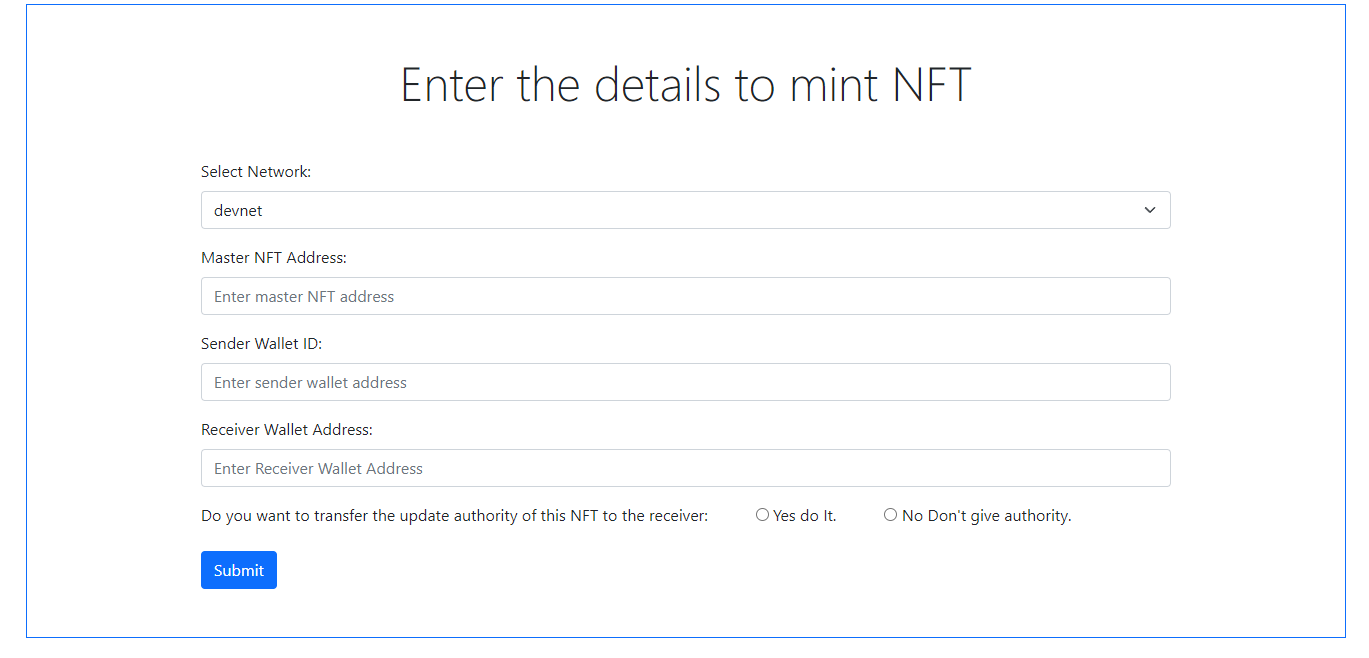 Enter the details to mint NFT
Select Network:
devnet
Master NFT Address:
Enter master NFT address
Sender Wallet ID:
Enter sender wallet address
Receiver Wallet Address:
Enter Receiver Wallet Address
Do you want to transfer the update authority of this NFT to the receiver: Yes do It. No Don't give authority.
Submit